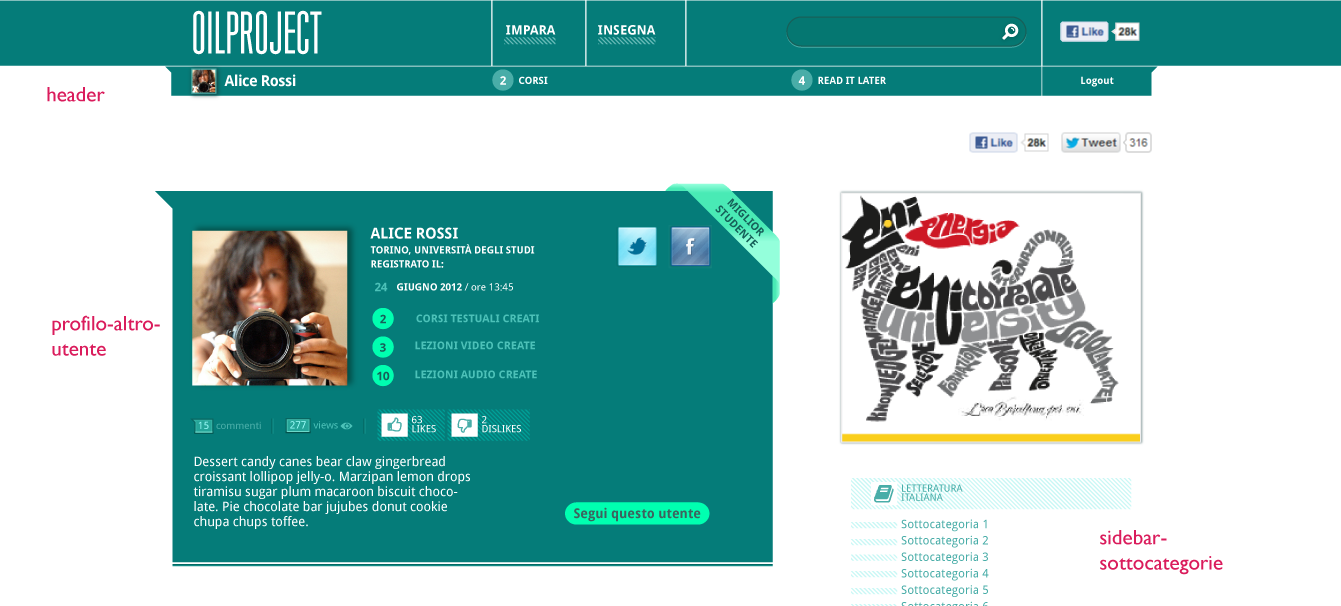 OILPROJECT
IMPARA
INSEGNA
Like
28k
Alice Rossi
2 CORSI
4 READ IT LATER
Logout
header
Like 28k Tweet 316
MIGLIOR
STUDENTE
ALICE ROSSI
TORINO, UNIVERSITÀ DEGLI STUDI
REGISTRATO IL:
24 GIUGNO 2012 / ore 13:45
2 CORSI TESTUALI CREATI
3 LEZIONI VIDEO CREATE
10 LEZIONI AUDIO CREATE
profilo-altro-
utente
15 commenti
277 views
63
LIKES
2
DISLIKES
Dessert candy canes bear claw gingerbread
croissant lollipop jelly-o. Marzipan lemon drops
tiramisu sugar plum macaroon biscuit choco-
late. Pie chocolate bar jujubes donut cookie
chupa chups toffee.
Segui questo utente
eni
energia
eni
eni corporate
university
LETTERATURA
ITALIANA
Sottocategoria 1
Sottocategoria 2
Sottocategoria 3
Sottocategoria 4
Sottocategoria 5
sidebar-
sottocategorie